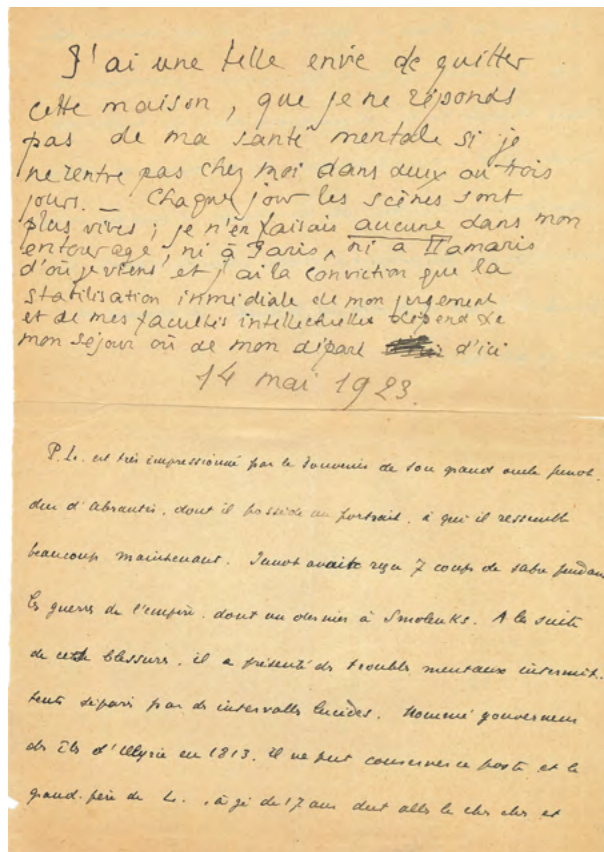 J'ai une telle envie de quitter
cette maison, que je ne réponds
pas de ma santé mentale si je
ne rentre pas chez moi dans deux ou trois
jours. _ Chaque jour les scènes sont
plus vives ; je n'en faisais aucune dans mon
entourage, ni à Paris, ni à Tamaris
d'où je viens et j'ai la conviction que la
stabilisation immédiate de mon jugement
et de mes facultés intellectuelles dépend de
mon séjour où de mon départ d'ici
14 mai 1923.
P. L. est très impressionné par le souvenir de son grand oncle Junot.
duc d'Abrantès, dont il possède un portrait, à qui il ressemble
beaucoup maintenant. Junot avait reçu 7 coups de sabre pendant
les guerres de l'empire, dont un dernier à Smolenks. A la suite
de cette blessure, il a présenté des troubles mentaux intermit.
tents séparés par des intervalles lucides. Nommé gouverneur
des Iles d'Illyrie en 1813, il ne put conserver ce poste et le
grand-père de L., âgé de 17 ans dut aller le chercher et